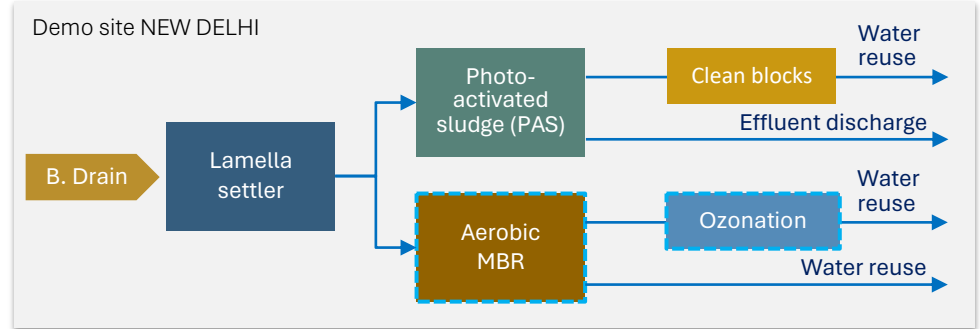 Demo site NEW DELHI
B. Drain
Lamella
settler
Photo-
activated
sludge (PAS)
Clean blocks
Water
reuse
Effluent discharge
Aerobic
MBR
Ozonation
Water
reuse
Water reuse